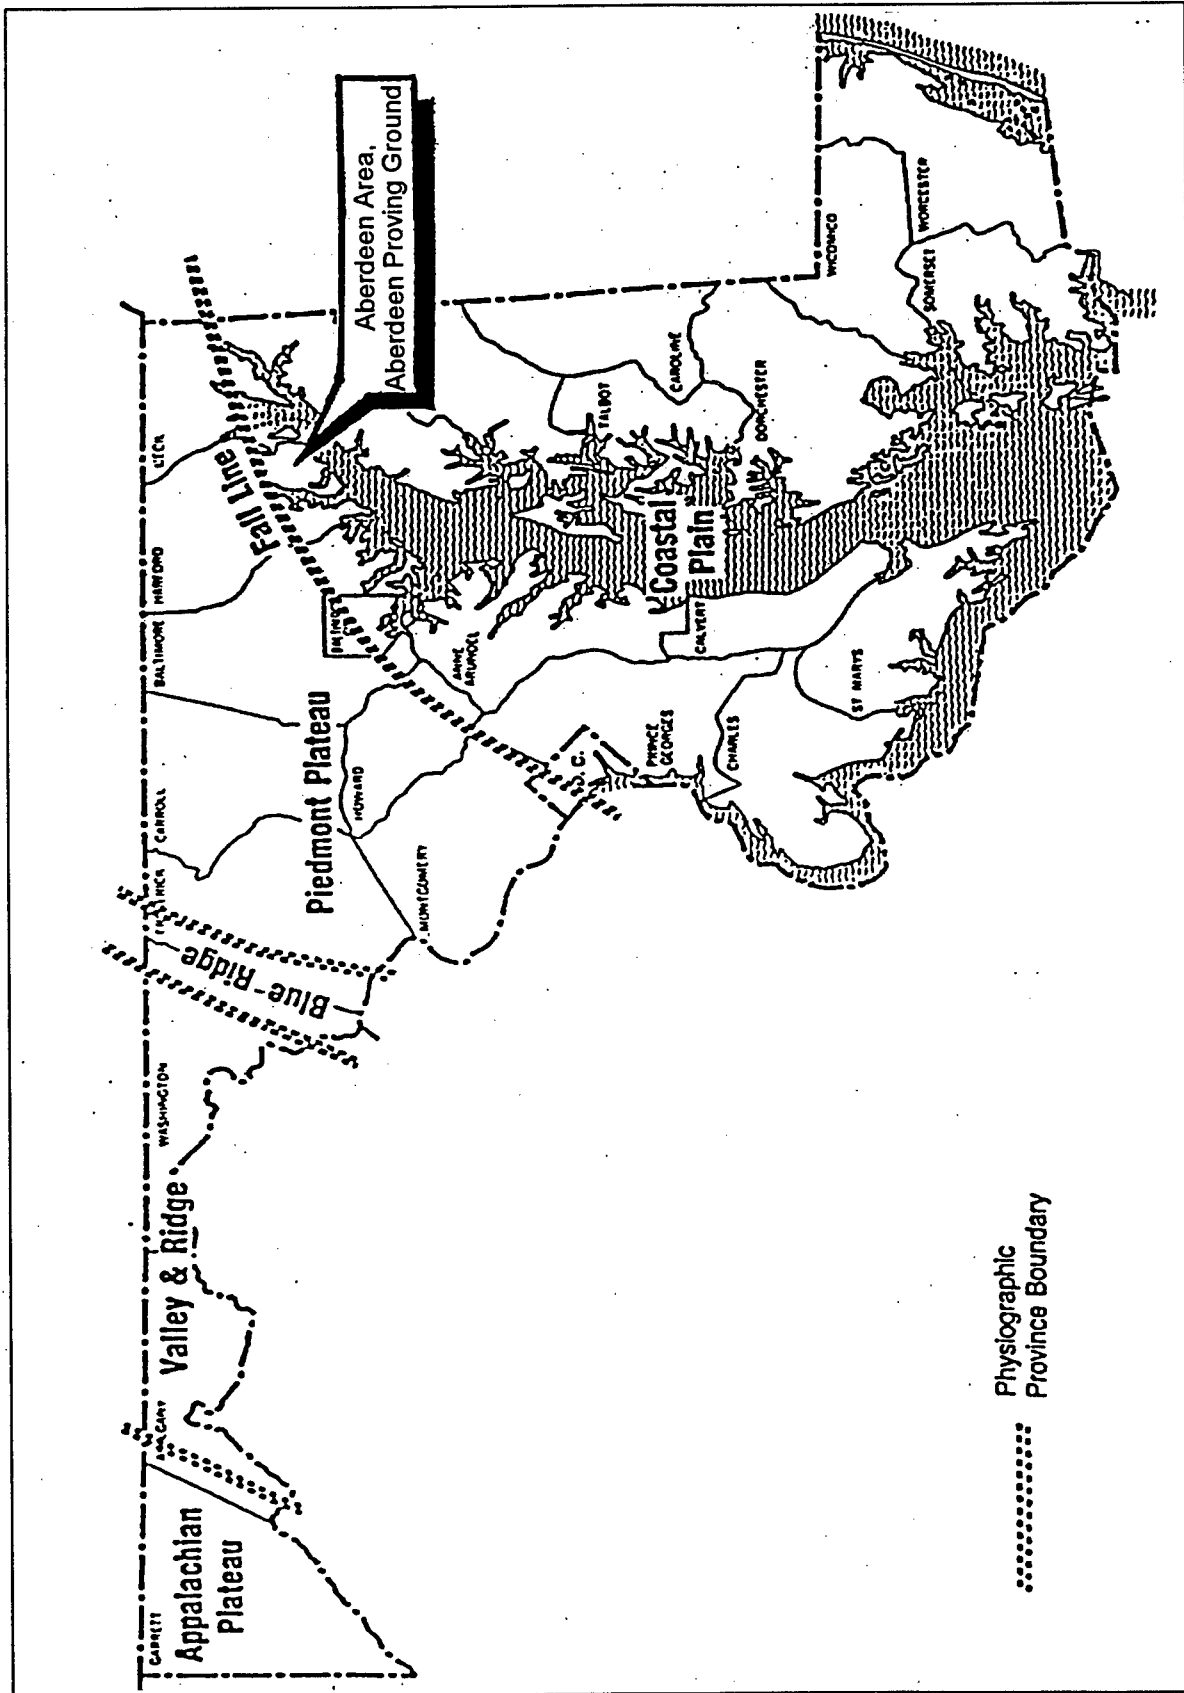 GARRETT
Appalachian
Plateau
Valley & Ridge
WASHINGTON
Blue Ridge
CARROLL
BALTIMORE
HARFORD
Piedmont Plateau
HOWARD
MONTGOMERY
Fall Line
Aberdeen Area,
Aberdeen Proving Ground
ANNE
ARUNDEL
PRINCE
GEORGES
CHARLES
CALVERT
ST MARYS
Coastal
Plain
TALBOT
CAROLINE
DORCHESTER
WICOMICO
SOMERSET
WORCESTER
Physiographic
Province Boundary